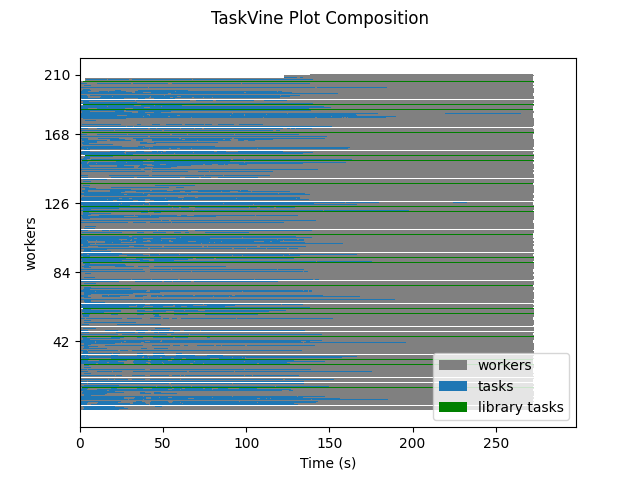 TaskVine Plot Composition
210
168
126
84
42
workers
0
50
100
150
200
250
Time (s)
workers
tasks
library tasks